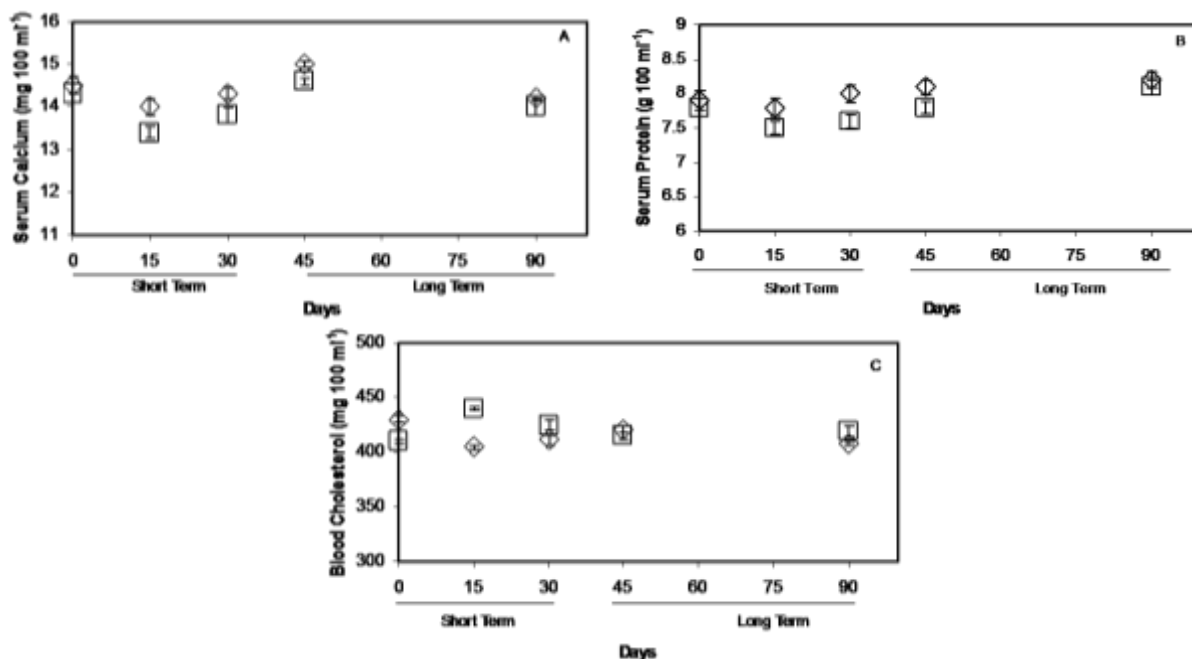 A
Serum Calcium (mg 100 ml-1)
16
15
14
13
12
11
0 15 30 45 60 75 90
Short Term Long Term
Days
B
Serum Protein (g 100 ml-1)
9
8.5
8
7.5
7
6.5
6
0 15 30 45 60 75 90
Short Term Long Term
Days
C
Blood Cholesterol (mg 100 ml-1)
500
450
400
350
300
0 15 30 45 60 75 90
Short Term Long Term
Days